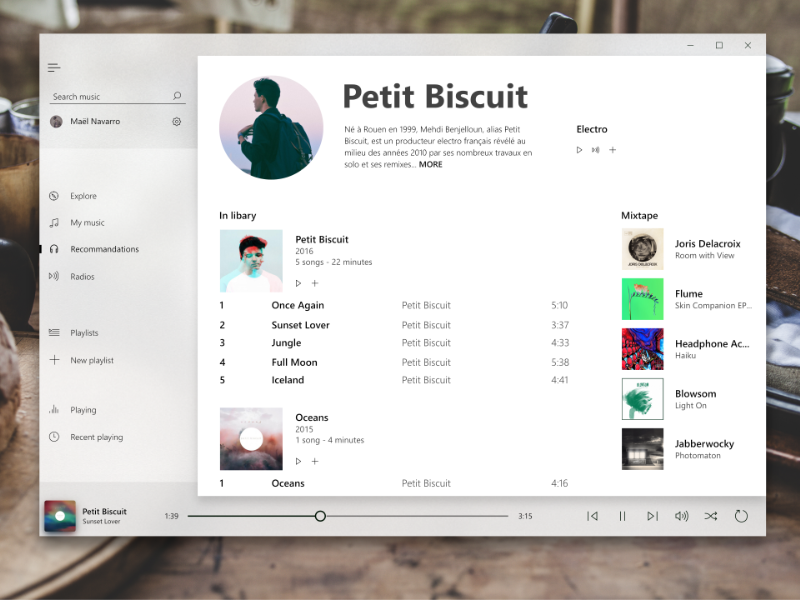 Search music
Maël Navarro
Explore
My music
Recommandations
Radios
Playlists
New playlist
Playing
Recent playing
Petit Biscuit
Né à Rouen en 1999, Mehdi Benjelloun, alias Petit
Biscuit, est un producteur electro français révélé au
milieu des années 2010 par ses nombreux travaux en
solo et ses remixes... MORE
Electro
In libary
Petit Biscuit
2016
5 songs - 22 minutes
1 Once Again Petit Biscuit 5:10
2 Sunset Lover Petit Biscuit 3:37
3 Jungle Petit Biscuit 4:33
4 Full Moon Petit Biscuit 5:38
5 Iceland Petit Biscuit 4:41
Oceans
2015
1 song - 4 minutes
1 Oceans Petit Biscuit 4:16
Mixtape
JORIS DELACROIX
Joris Delacroix
Room with View
Flume
Skin Companion EP...
Headphone Ac...
Haiku
Blowsom
Light On
Jabberwocky
Photomaton
Petit Biscuit
Sunset Lover
1:39
3:15